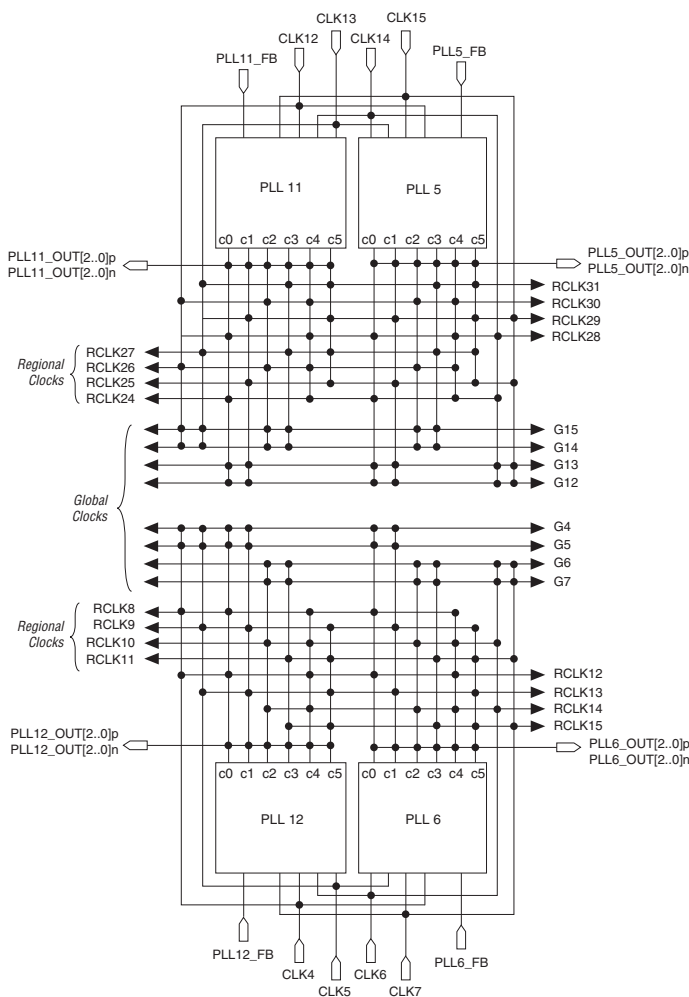 CLK13
CLK15
CLK12
CLK14
PLL11_FB
PLL5_FB
PLL 11
PLL 5
c0 c1 c2 c3 c4 c5
c0 c1 c2 c3 c4 c5
PLL11_OUT[2..0]p
PLL11_OUT[2..0]n
PLL5_OUT[2..0]p
PLL5_OUT[2..0]n
RCLK31
RCLK30
RCLK29
RCLK28
Regional
Clocks
RCLK27
RCLK26
RCLK25
RCLK24
G15
G14
G13
G12
Global
Clocks
G4
G5
G6
G7
Regional
Clocks
RCLK8
RCLK9
RCLK10
RCLK11
RCLK12
RCLK13
RCLK14
RCLK15
PLL12_OUT[2..0]p
PLL12_OUT[2..0]n
PLL6_OUT[2..0]p
PLL6_OUT[2..0]n
c0 c1 c2 c3 c4 c5
c0 c1 c2 c3 c4 c5
PLL 12
PLL 6
PLL12_FB
PLL6_FB
CLK4
CLK6
CLK5
CLK7